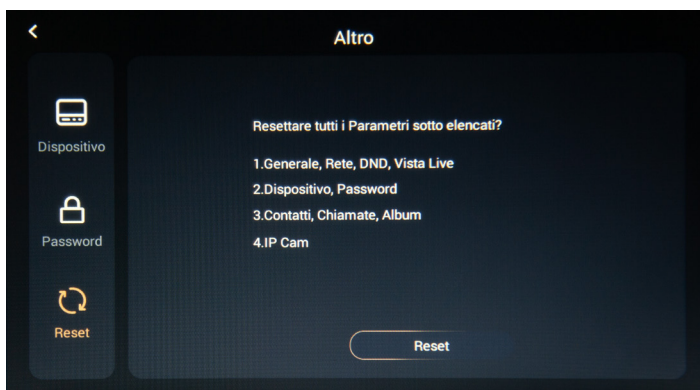 Altro
Dispositivo
Password
Reset
Resettare tutti i Parametri sotto elencati?
1.Generale, Rete, DND, Vista Live
2.Dispositivo, Password
3.Contatti, Chiamate, Album
4.IP Cam
Reset